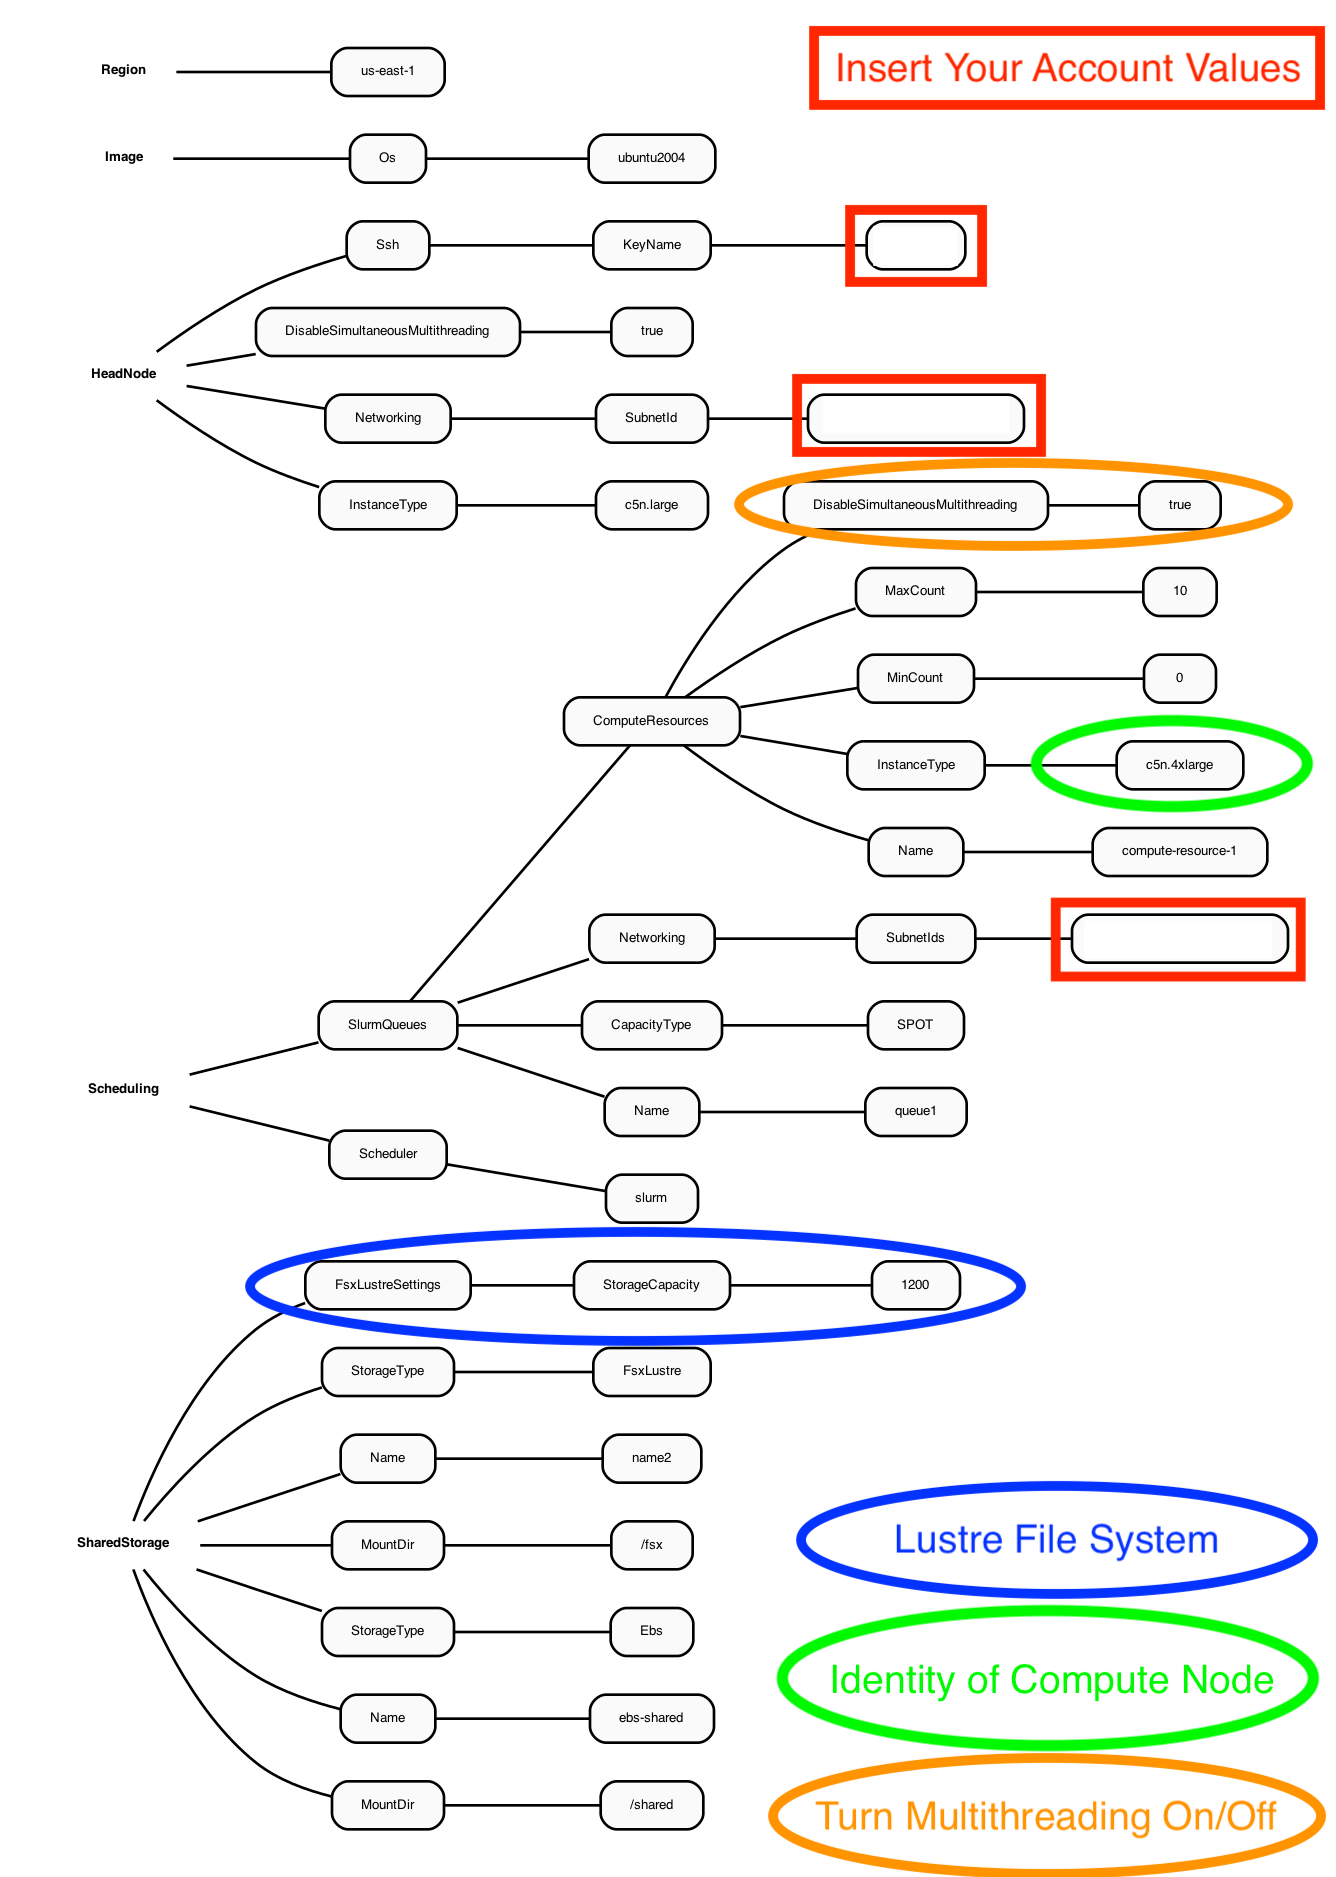 Insert Your Account Values
Region us-east-1
Image Os ubuntu2004
Ssh KeyName
DisableSimultaneousMultithreading true
HeadNode
Networking SubnetId
InstanceType c5n.large
DisableSimultaneousMultithreading true
MaxCount 10
MinCount 0
ComputeResources
InstanceType c5n.4xlarge
Name compute-resource-1
Networking SubnetIds
SlurmQueues CapacityType SPOT
Scheduling
Name queue1
Scheduler
slurm
FsxLustreSettings StorageCapacity 1200
StorageType FsxLustre
Name name2
SharedStorage MountDir /fsx
StorageType Ebs
Name ebs-shared
MountDir /shared
Lustre File System
Identity of Compute Node
Turn Multithreading On/Off